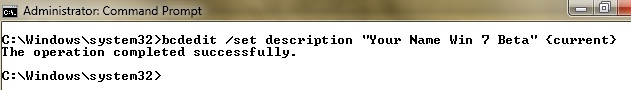 Administrator: Command Prompt
C:\Windows\system32>bcdedit /set description "Your Name Win 7 Beta" {current}
The operation completed successfully.
C:\Windows\system32>